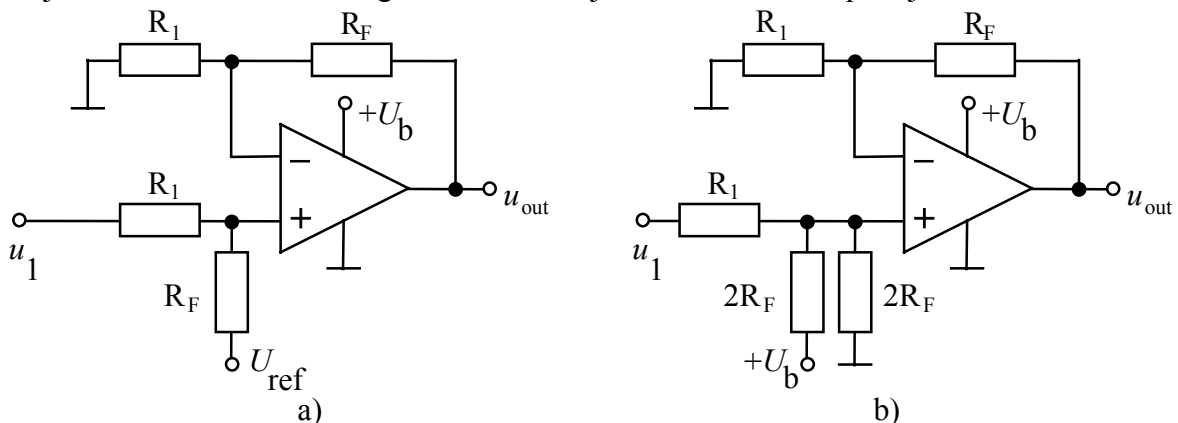 R1 RF R1 RF
+Ub +Ub
−  −
R1 + uout R1 + uout
u1 u1
RF 2RF 2RF
Uref +Ub
a) b)